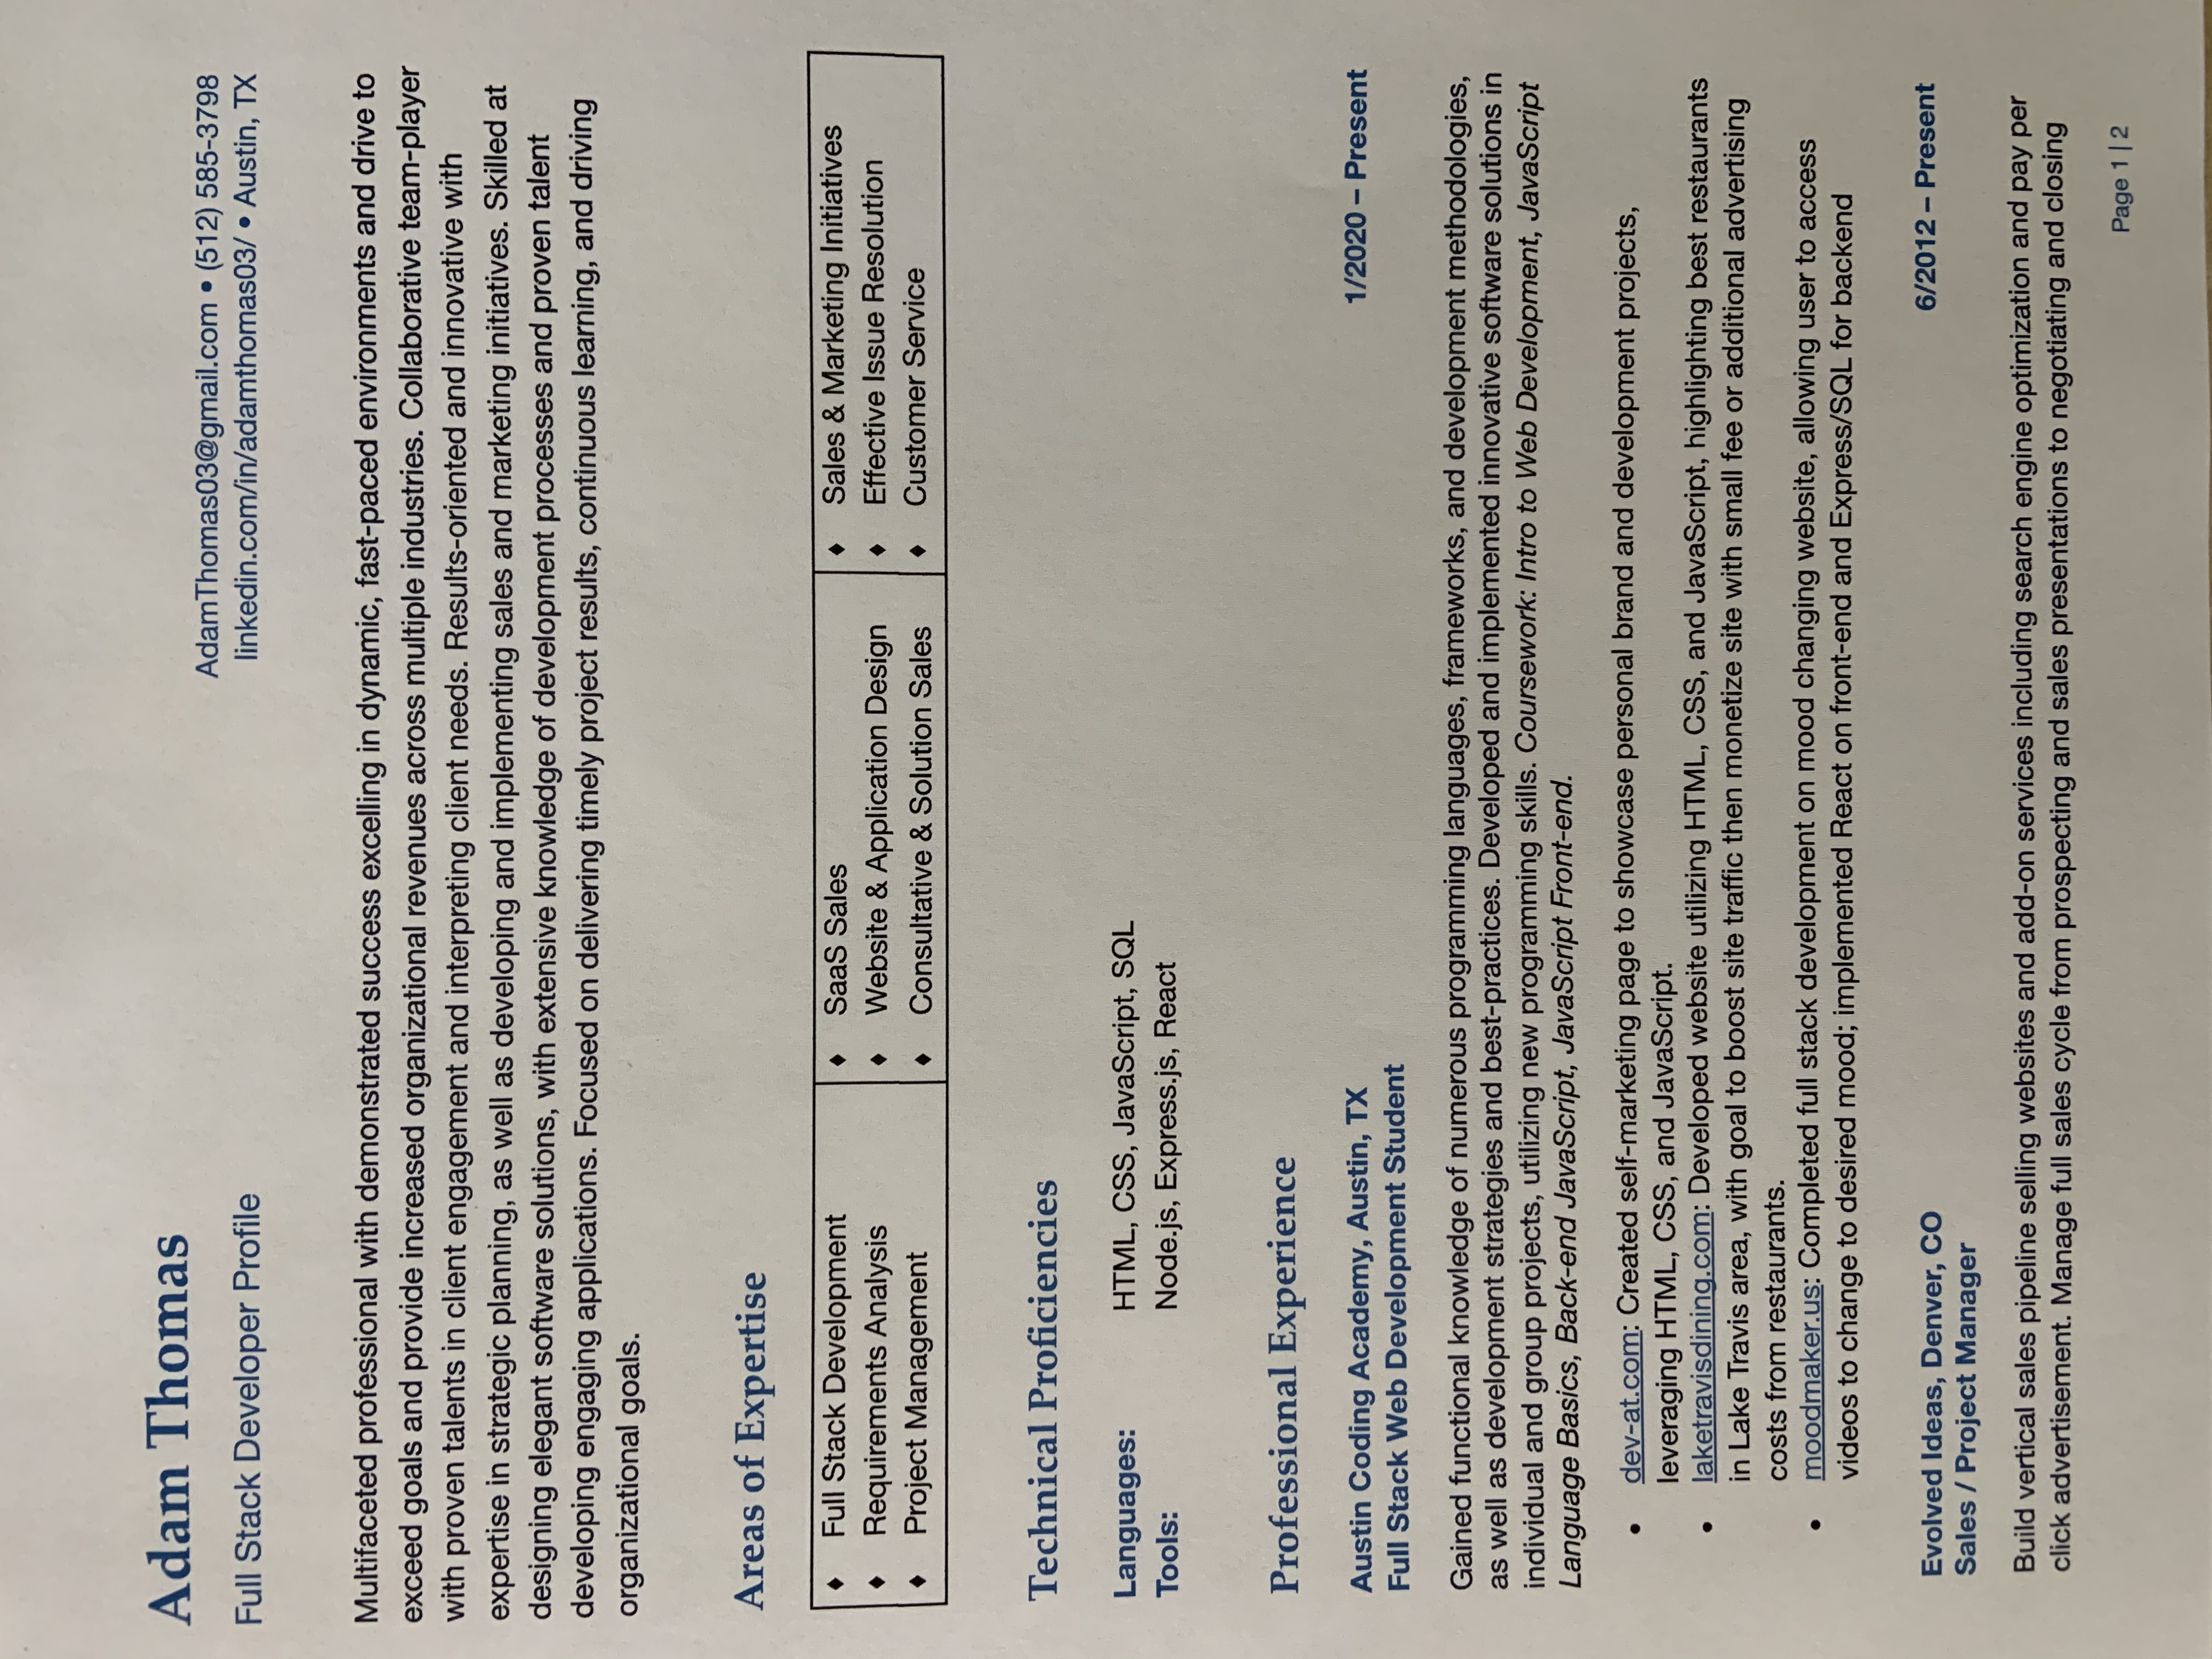 Adam Thomas
Full Stack Developer Profile
AdamThomas03@gmail.com • (512) 585-3798
linkedin.com/in/adamthomas03/ • Austin, TX
Multifaceted professional with demonstrated success excelling in dynamic, fast-paced environments and drive to
exceed goals and provide increased organizational revenues across multiple industries. Collaborative team-player
with proven talents in client engagement and interpreting client needs. Results-oriented and innovative with
expertise in strategic planning, as well as developing and implementing sales and marketing initiatives. Skilled at
designing elegant software solutions, with extensive knowledge of development processes and proven talent
developing engaging applications. Focused on delivering timely project results, continuous learning, and driving
organizational goals.
Areas of Expertise
♦ Full Stack Development
♦ Requirements Analysis
♦ Project Management
♦ SaaS Sales
♦ Website & Application Design
♦ Consultative & Solution Sales
♦ Sales & Marketing Initiatives
♦ Effective Issue Resolution
♦ Customer Service
Technical Proficiencies
Languages: HTML, CSS, JavaScript, SQL
Tools: Node.js, Express.js, React
Professional Experience
Austin Coding Academy, Austin, TX 1/2020 – Present
Full Stack Web Development Student
Gained functional knowledge of numerous programming languages, frameworks, and development methodologies,
as well as development strategies and best-practices. Developed and implemented innovative software solutions in
individual and group projects, utilizing new programming skills. Coursework: Intro to Web Development, JavaScript
Language Basics, Back-end JavaScript, JavaScript Front-end.
• dev-at.com: Created self-marketing page to showcase personal brand and development projects,
leveraging HTML, CSS, and JavaScript.
• laketravisdining.com: Developed website utilizing HTML, CSS, and JavaScript, highlighting best restaurants
in Lake Travis area, with goal to boost site traffic then monetize site with small fee or additional advertising
costs from restaurants.
• moodmaker.us: Completed full stack development on mood changing website, allowing user to access
videos to change to desired mood; implemented React on front-end and Express/SQL for backend
Evolved Ideas, Denver, CO 6/2012 – Present
Sales / Project Manager
Build vertical sales pipeline selling websites and add-on services including search engine optimization and pay per
click advertisement. Manage full sales cycle from prospecting and sales presentations to negotiating and closing
Page 1 | 2